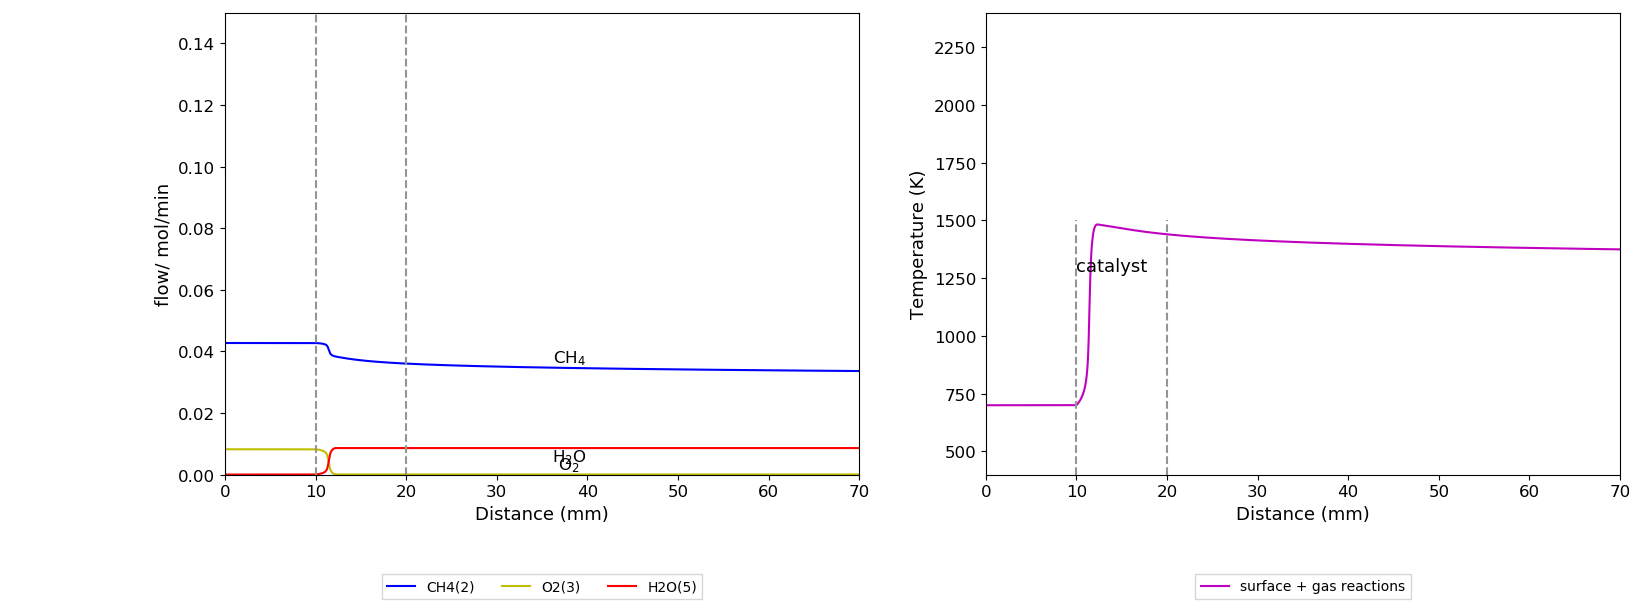 0.14
0.12
0.10
0.08
0.06
0.04
0.02
0.00
flow/ mol/min
CH₄
H₂O
O₂
0 10 20 30 40 50 60 70
Distance (mm)
CH4(2) O2(3) H2O(5)
2250
2000
1750
1500
1250
1000
750
500
Temperature (K)
catalyst
0 10 20 30 40 50 60 70
Distance (mm)
surface + gas reactions